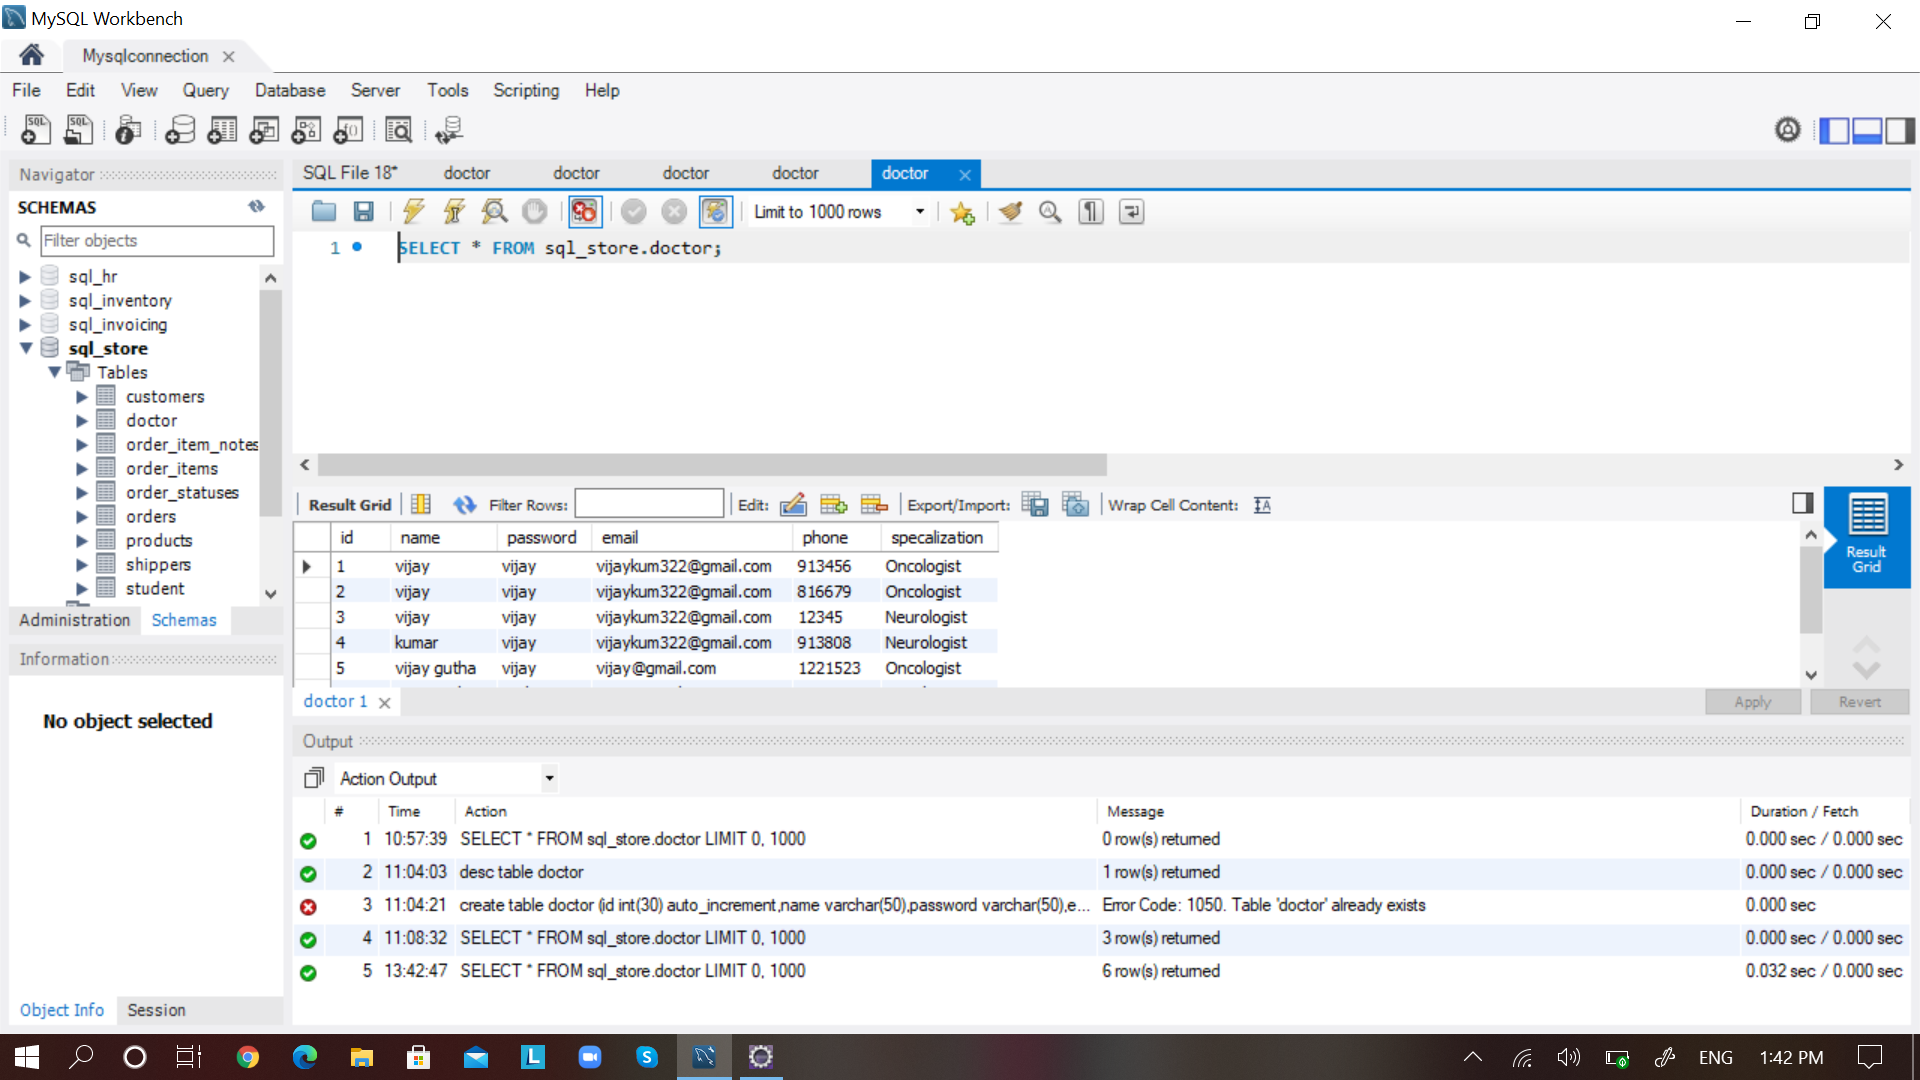 MySQL Workbench
Mysqlconnection
File Edit View Query Database Server Tools Scripting Help
Navigator
SCHEMAS
Filter objects
sql_hr
sql_inventory
sql_invoicing
sql_store
Tables
customers
doctor
order_item_notes
order_items
order_statuses
orders
products
shippers
student
Administration Schemas
Information
No object selected
Object Info Session
SQL File 18* doctor doctor doctor doctor doctor
Limit to 1000 rows
1 SELECT * FROM sql_store.doctor;
Result Grid Filter Rows: Edit: Export/Import: Wrap Cell Content:
id name password email phone specalization
1 vijay vijay vijaykum322@gmail.com 913456 Oncologist
2 vijay vijay vijaykum322@gmail.com 816679 Oncologist
3 vijay vijay vijaykum322@gmail.com 12345 Neurologist
4 kumar vijay vijaykum322@gmail.com 913808 Neurologist
5 vijay gutha vijay vijay@gmail.com 1221523 Oncologist
Result
Grid
doctor 1
Apply Revert
Output
Action Output
# Time Action Message Duration / Fetch
1 10:57:39 SELECT * FROM sql_store.doctor LIMIT 0, 1000 0 row(s) returned 0.000 sec / 0.000 sec
2 11:04:03 desc table doctor 1 row(s) returned 0.000 sec / 0.000 sec
3 11:04:21 create table doctor (id int(30) auto_increment,name varchar(50),password varchar(50),e... Error Code: 1050. Table 'doctor' already exists 0.000 sec
4 11:08:32 SELECT * FROM sql_store.doctor LIMIT 0, 1000 3 row(s) returned 0.000 sec / 0.000 sec
5 13:42:47 SELECT * FROM sql_store.doctor LIMIT 0, 1000 6 row(s) returned 0.032 sec / 0.000 sec
ENG 1:42 PM